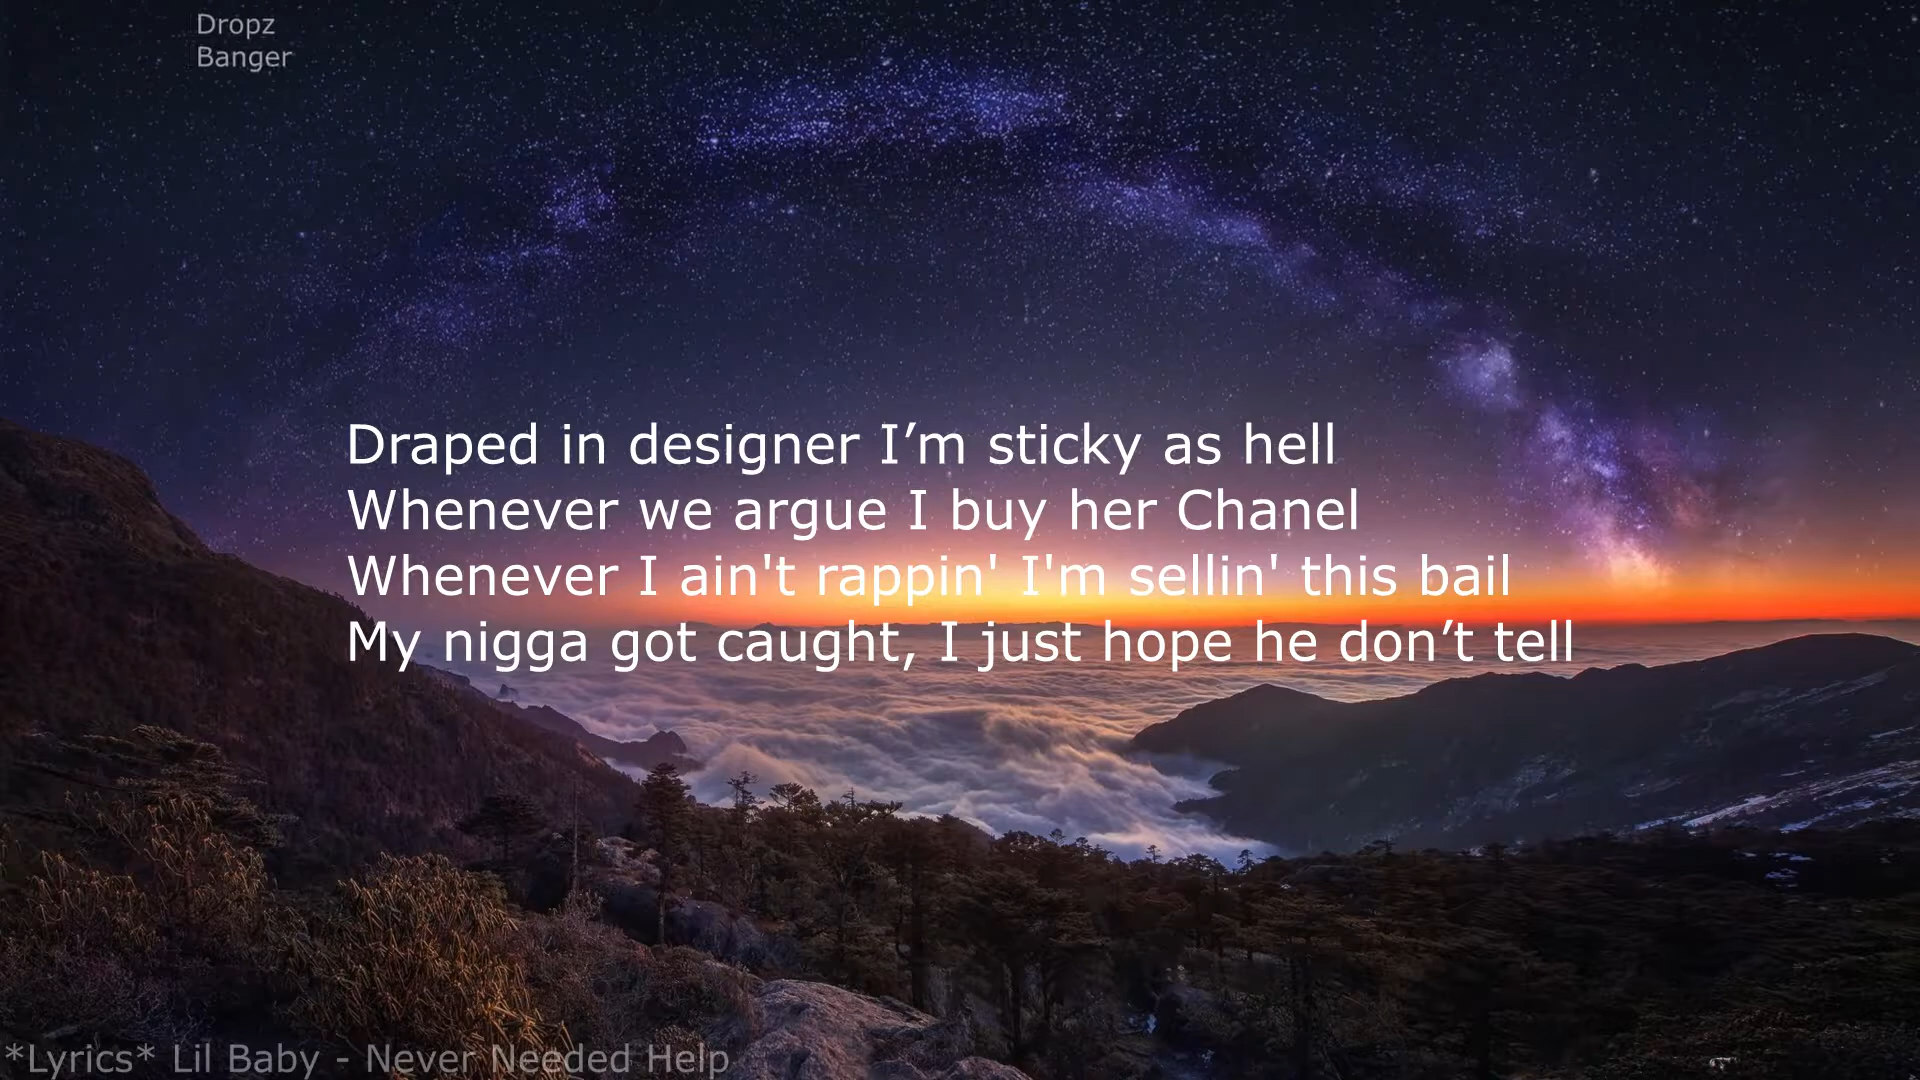 Dropz
Banger
Draped in designer I’m sticky as hell
Whenever we argue I buy her Chanel
Whenever I ain't rappin' I'm sellin' this bail
My nigga got caught, I just hope he don’t tell
*Lyrics* Lil Baby - Never Needed Help